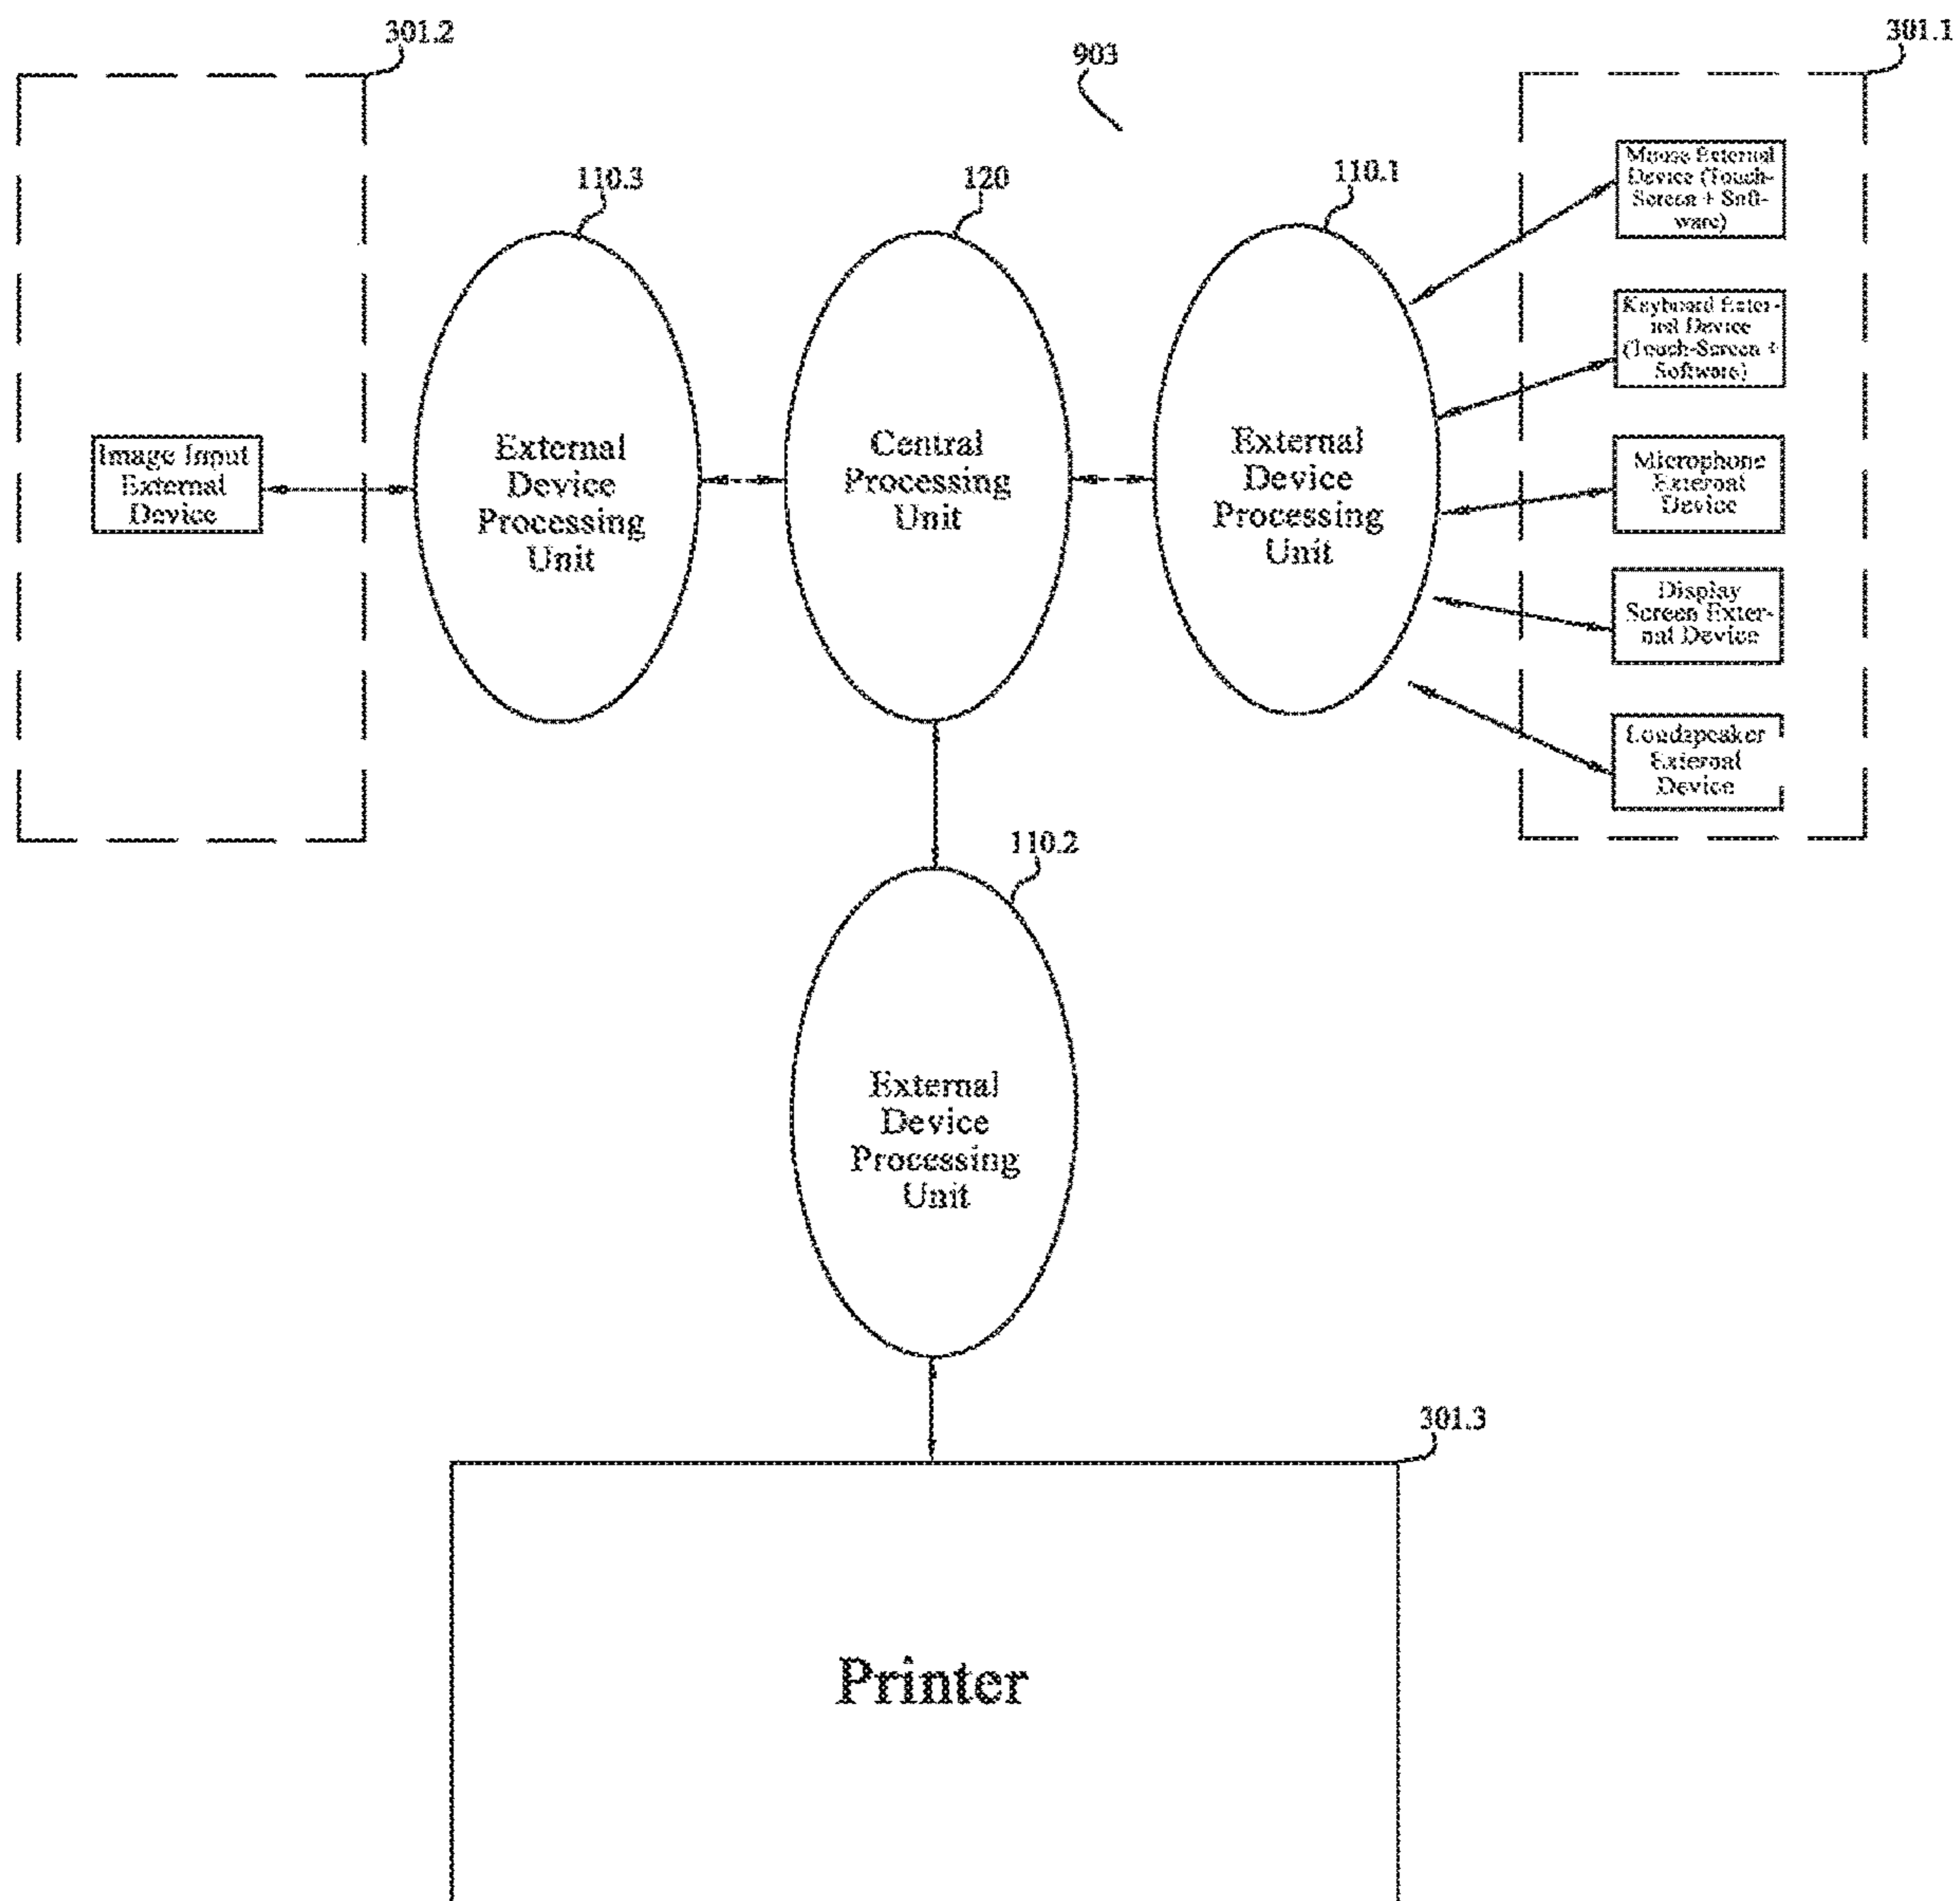 301.2
903
301.1
110.3
120
110.1
Mouse External
Device (Touch-
Screen + Soft-
ware)
Keyboard Exter-
nal Device
(Touch-Screen +
Software)
Image Input
External
Device
External
Device
Processing
Unit
Central
Processing
Unit
External
Device
Processing
Unit
Microphone
External
Device
Display
Screen Exter-
nal Device
Loudspeaker
External
Device
110.2
External
Device
Processing
Unit
301.3
Printer